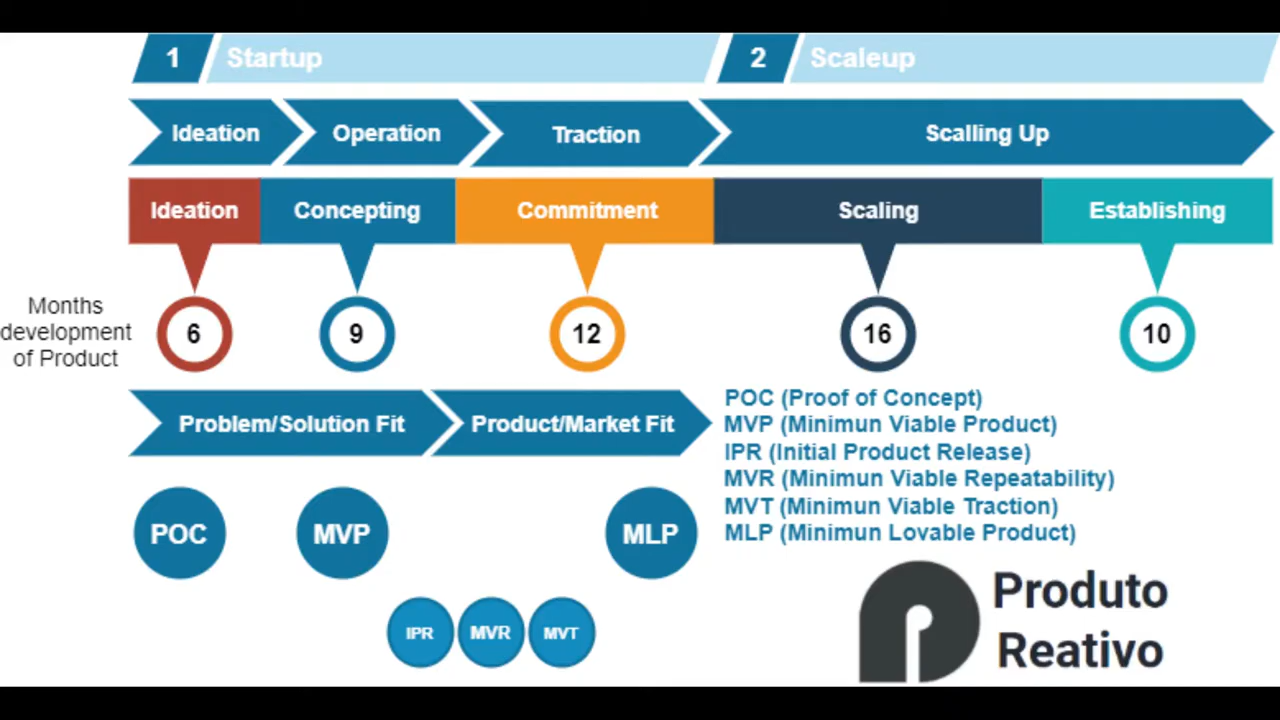 1 Startup 2 Scaleup
Ideation Operation Traction Scalling Up
Ideation Concepting Commitment Scaling Establishing
Months
development
of Product
6 9 12 16 10
Problem/Solution Fit Product/Market Fit
POC (Proof of Concept)
MVP (Minimun Viable Product)
IPR (Initial Product Release)
MVR (Minimun Viable Repeatability)
MVT (Minimun Viable Traction)
MLP (Minimun Lovable Product)
POC MVP MLP
IPR MVR MVT
Produto
Reativo